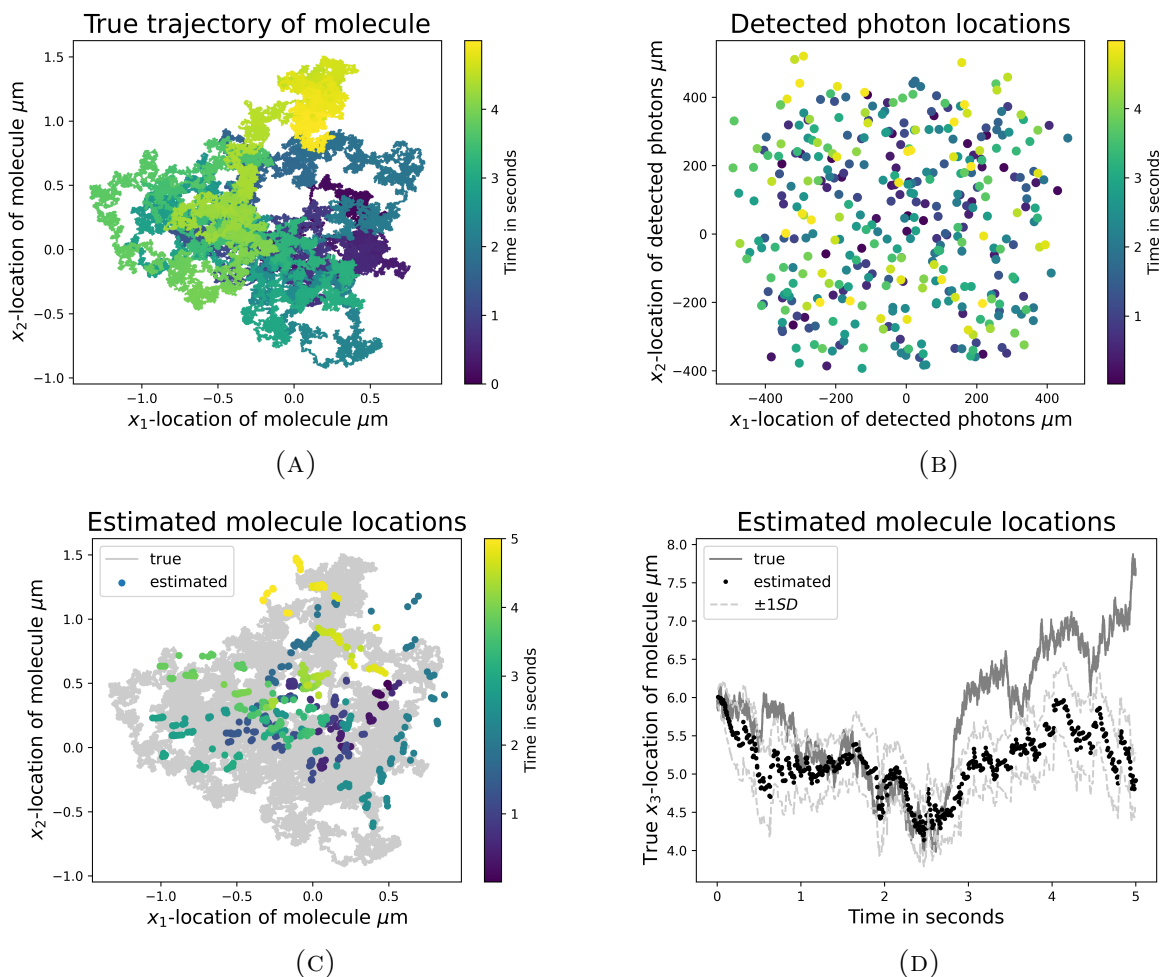 True trajectory of molecule
x₂-location of molecule μm
1.5
1.0
0.5
0.0
−0.5
−1.0
−1.0 −0.5 0.0 0.5
x₁-location of molecule μm
4
3
2
1
0
Time in seconds
(A)
Detected photon locations
x₂-location of detected photons μm
400
200
0
−200
−400
−400 −200 0 200 400
x₁-location of detected photons μm
4
3
2
1
Time in seconds
(B)
Estimated molecule locations
true
estimated
x₂-location of molecule μm
1.5
1.0
0.5
0.0
−0.5
−1.0
−1.0 −0.5 0.0 0.5
x₁-location of molecule μm
5
4
3
2
1
Time in seconds
(C)
Estimated molecule locations
true
estimated
±1SD
True x₃-location of molecule μm
8.0
7.5
7.0
6.5
6.0
5.5
5.0
4.5
4.0
0 1 2 3 4 5
Time in seconds
(D)